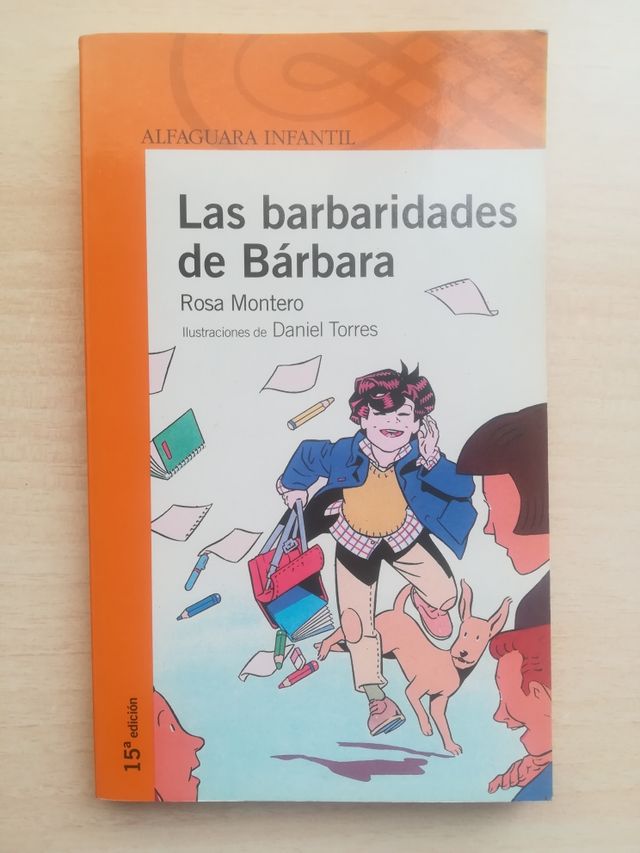 ALFAGUARA INFANTIL
Las barbaridades
de Bárbara
Rosa Montero
Ilustraciones de Daniel Torres
15ª edición